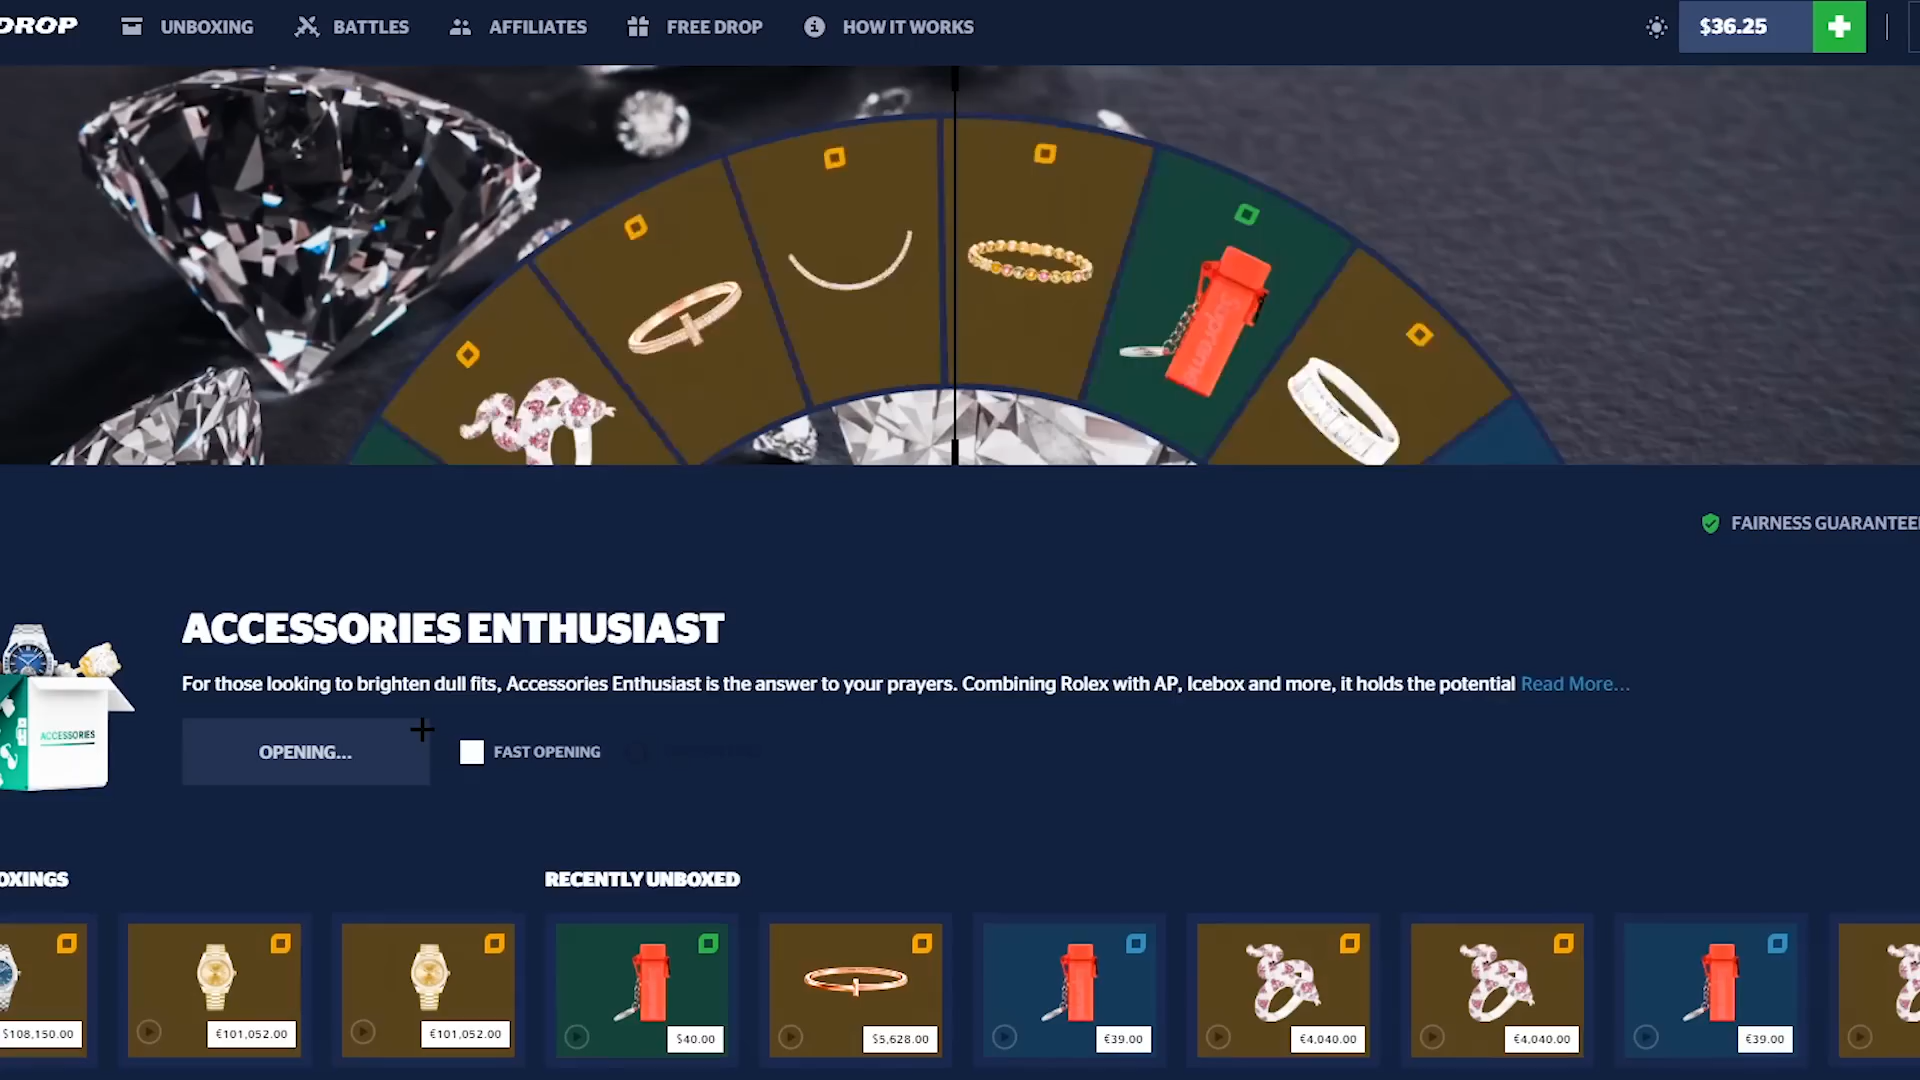 DROP
UNBOXING
BATTLES
AFFILIATES
FREE DROP
HOW IT WORKS
$36.25
Supreme
FAIRNESS GUARANTEE
ACCESSORIES ENTHUSIAST
For those looking to brighten dull fits, Accessories Enthusiast is the answer to your prayers. Combining Rolex with AP, Icebox and more, it holds the potential Read More...
ACCESSORIES
OPENING...
FAST OPENING
OXINGS
RECENTLY UNBOXED
$108,150.00
€101,052.00
€101,052.00
$40.00
$5,628.00
€39.00
€4,040.00
€4,040.00
€39.00